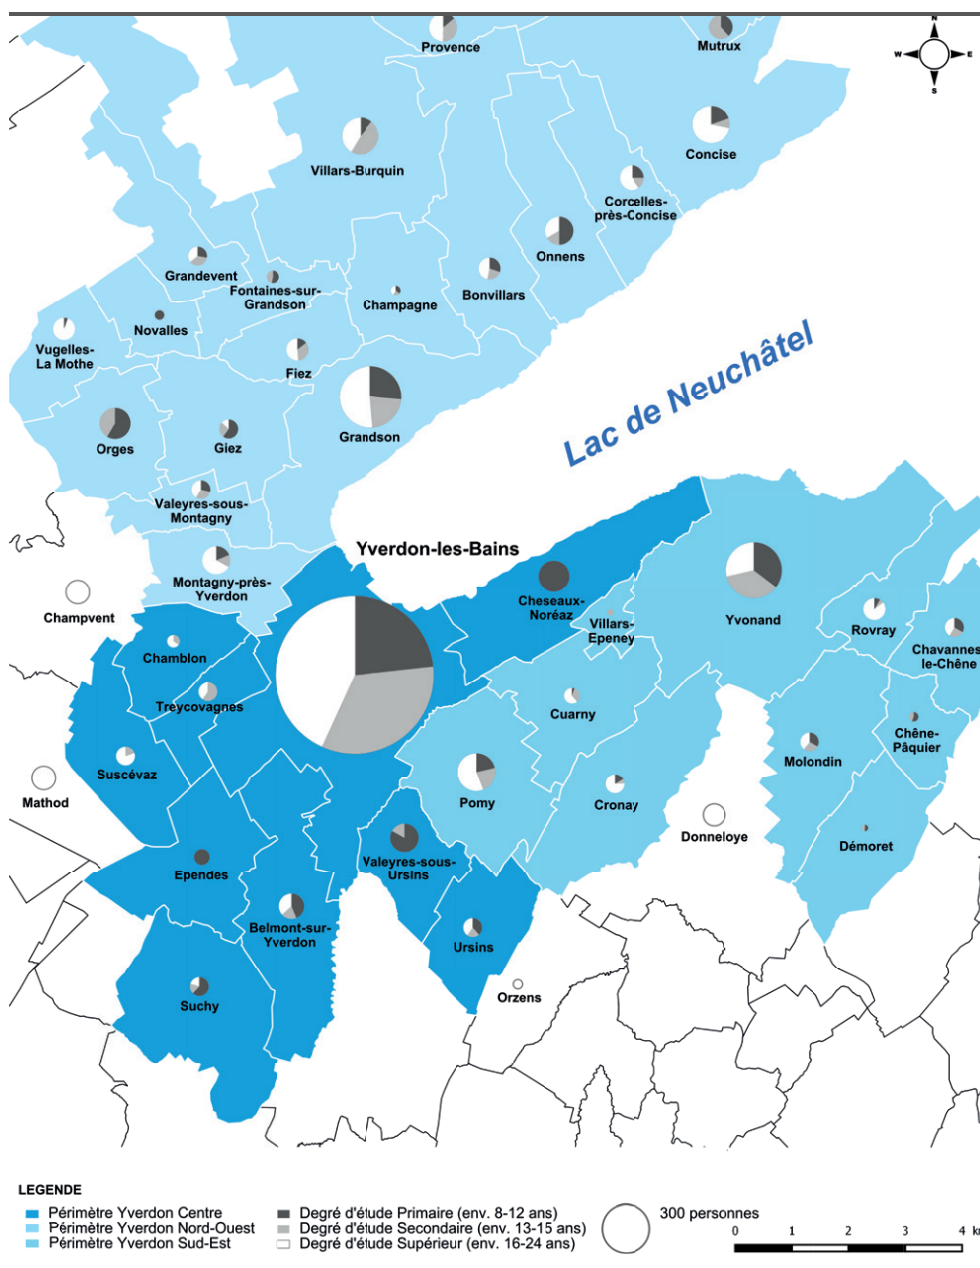 Provence
Mutrux
N
W
E
S
Concise
Villars-Burquin
Corcelles-
près-Concise
Onnens
Grandevent
Fontaines-sur-
Grandson
Champagne
Bonvillars
Novalles
Vugelles-
La Mothe
Fiez
Lac de Neuchâtel
Orges
Giez
Grandson
Valeyres-sous-
Montagny
Yverdon-les-Bains
Montagny-près-
Yverdon
Champvent
Cheseaux-
Noréaz
Villars-
Epeney
Yvonand
Rovray
Chavannes-
le-Chêne
Chamblon
Treycovagnes
Cuarny
Chêne-
Pâquier
Molondin
Suscévaz
Mathod
Pomy
Cronay
Donneloye
Démoret
Valeyres-sous-
Ursins
Ependes
Belmont-sur-
Yverdon
Ursins
Suchy
Orzens
LEGENDE
Périmètre Yverdon Centre
Périmètre Yverdon Nord-Ouest
Périmètre Yverdon Sud-Est
Degré d'étude Primaire (env. 8-12 ans)
Degré d'étude Secondaire (env. 13-15 ans)
Degré d'étude Supérieur (env. 16-24 ans)
300 personnes
0 1 2 3 4 k